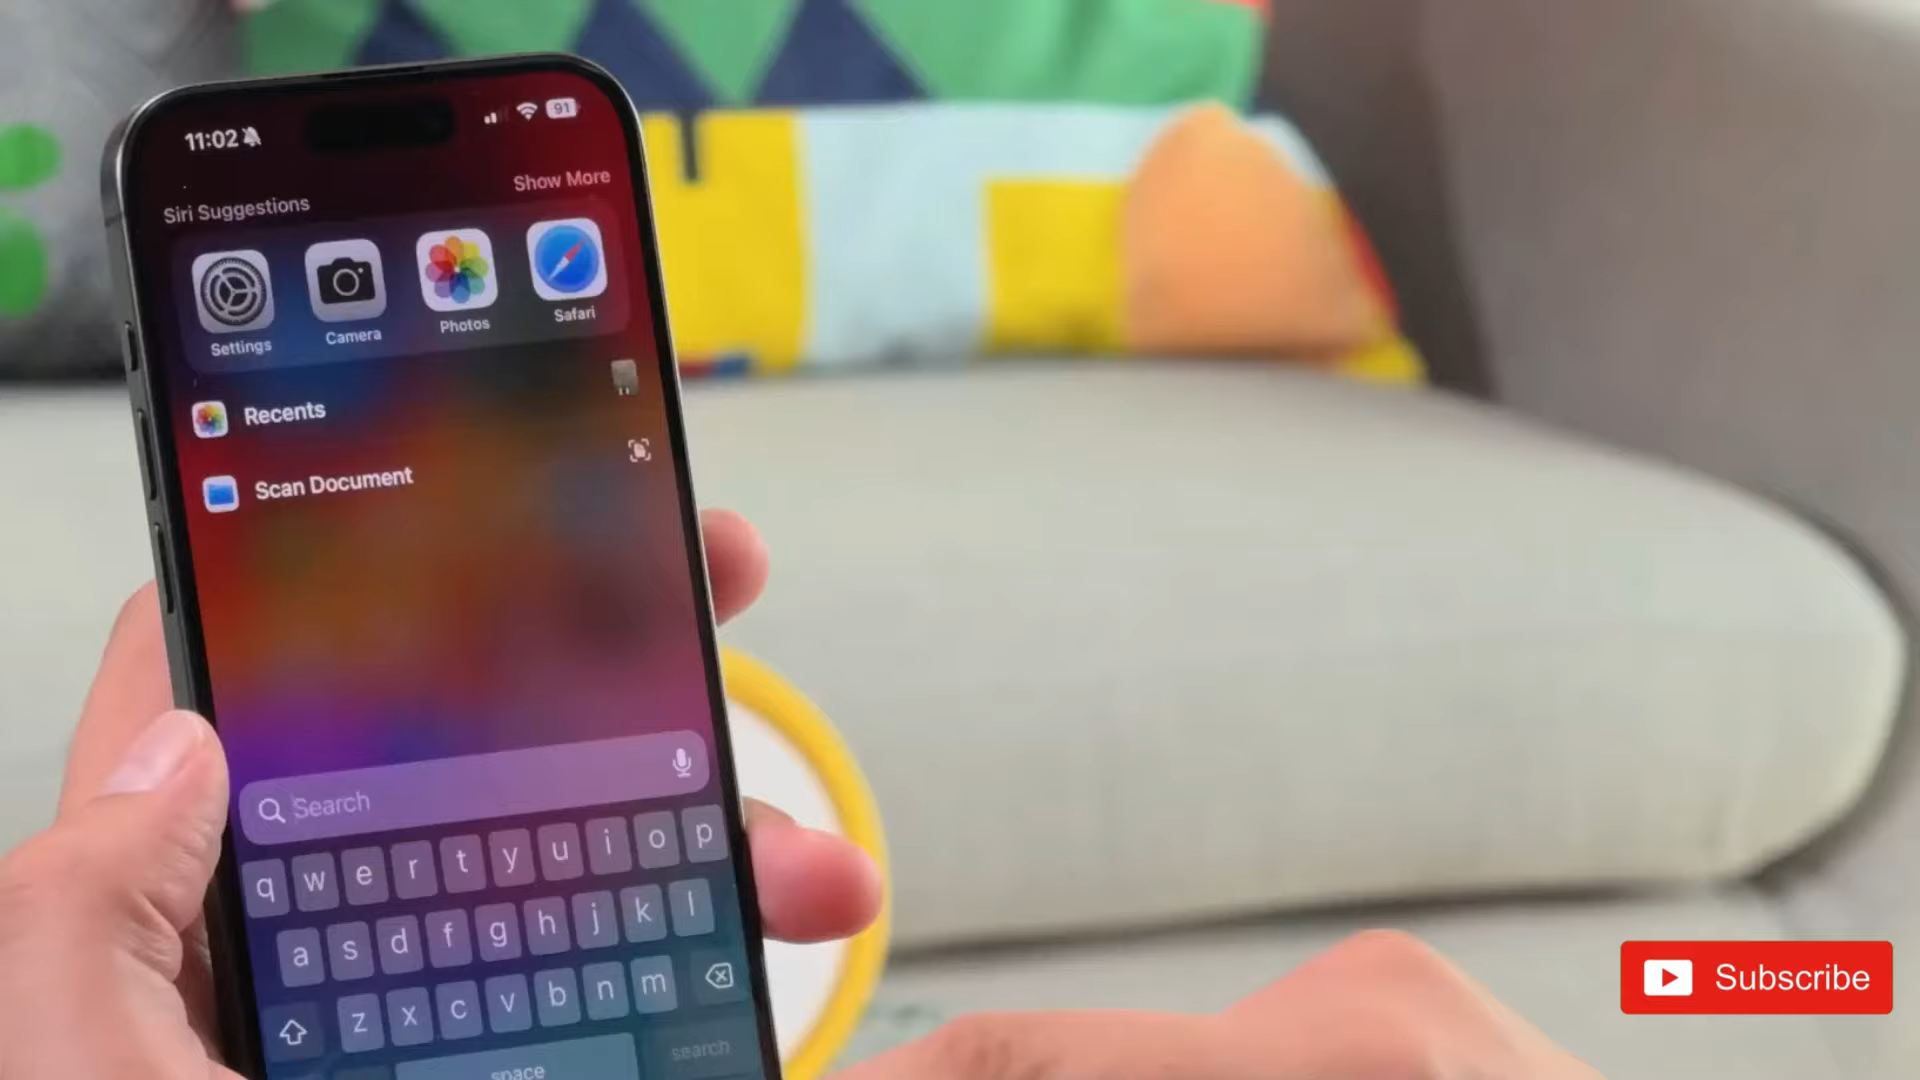 11:02
91
Siri Suggestions
Show More
Settings
Camera
Photos
Safari
Recents
Scan Document
Search
q w e r t y u i o p
a s d f g h j k l
z x c v b n m
space
search
Subscribe